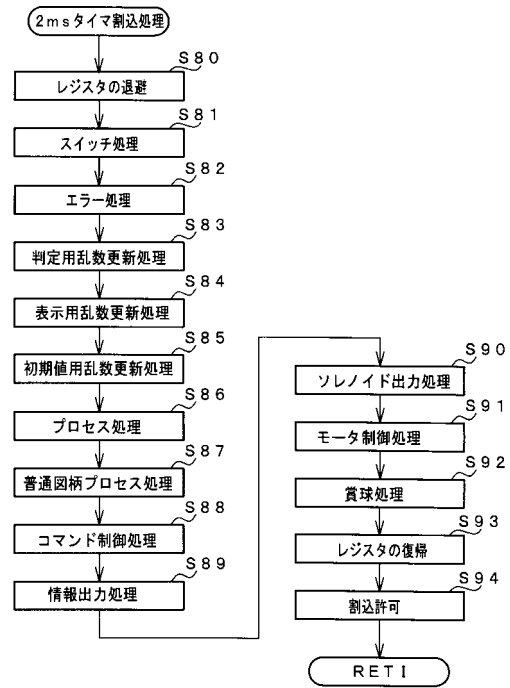 2msタイマ割込処理
S80
レジスタの退避
S81
スイッチ処理
S82
エラー処理
S83
判定用乱数更新処理
S84
表示用乱数更新処理
S85
初期値用乱数更新処理
S86
プロセス処理
S87
普通図柄プロセス処理
S88
コマンド制御処理
S89
情報出力処理
S90
ソレノイド出力処理
S91
モータ制御処理
S92
賞球処理
S93
レジスタの復帰
S94
割込許可
RETI